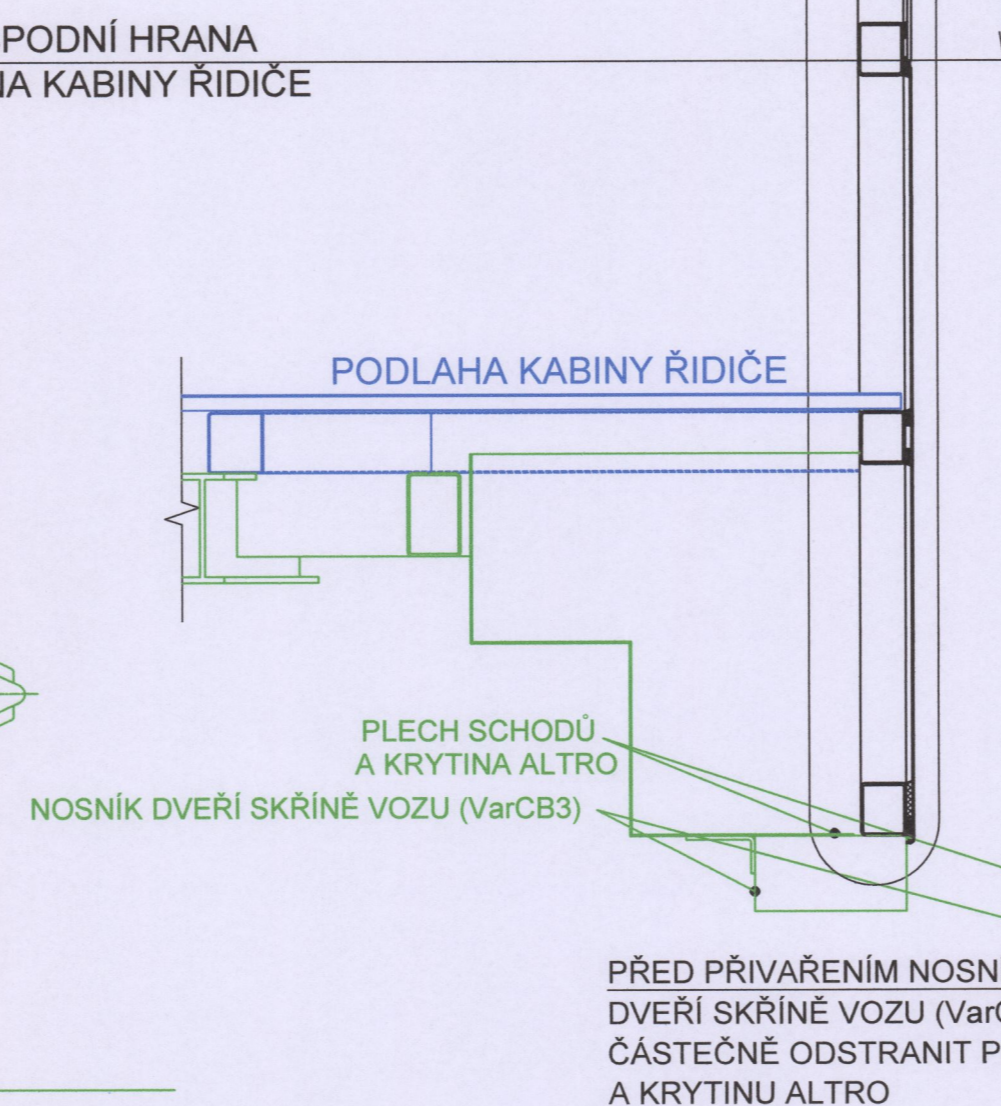 PODNÍ HRANA
NA KABINY ŘIDIČE
PODLAHA KABINY ŘIDIČE
PLECH SCHODŮ
A KRYTINA ALTRO
NOSNÍK DVEŘÍ SKŘÍNĚ VOZU (VarCB3)
PŘED PŘIVAŘENÍM
DVEŘÍ SKŘÍNĚ VOZU
ČÁSTEČNĚ ODSTRANIT
A KRYTINU ALTRO